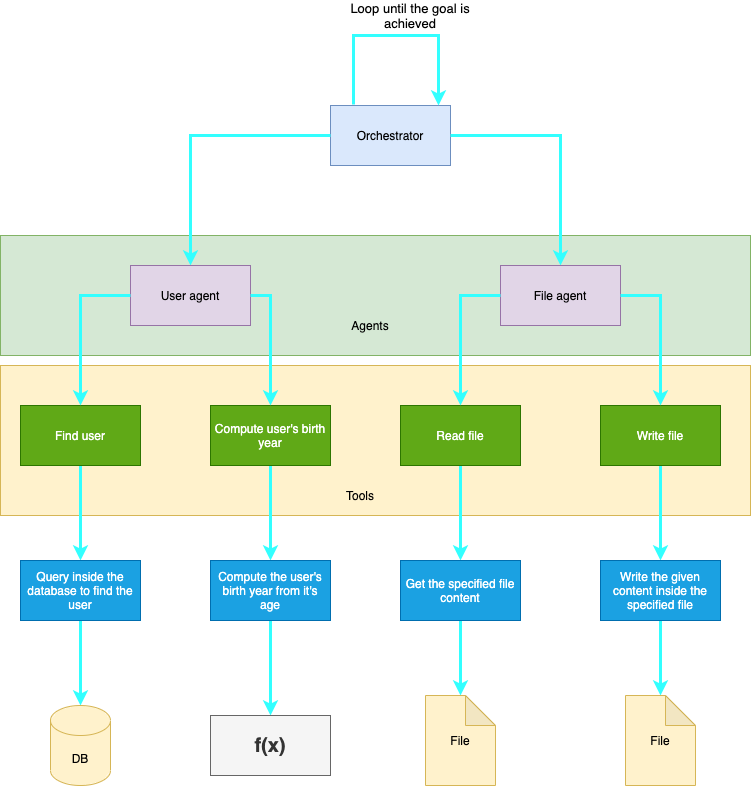 Loop until the goal is
achieved
Orchestrator
User agent
File agent
Agents
Find user
Compute user's birth
year
Read file
Write file
Tools
Query inside the
database to find the
user
Compute the user's
birth year from it's
age
Get the specified file
content
Write the given
content inside the
specified file
DB
f(x)
File
File